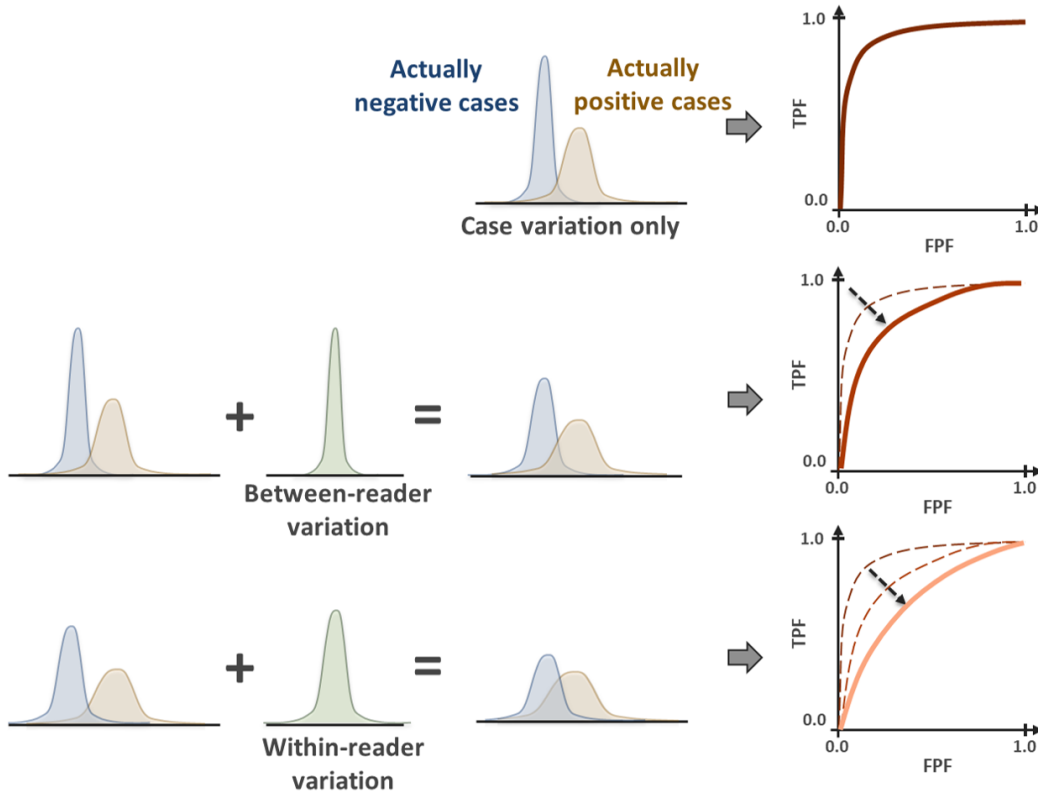 Actually
negative cases
Actually
positive cases
Case variation only
1.0
TPF
0.0
0.0
1.0
FPF
+
Between-reader
variation
=
1.0
TPF
0.0
0.0
1.0
FPF
+
Within-reader
variation
=
1.0
TPF
0.0
0.0
1.0
FPF